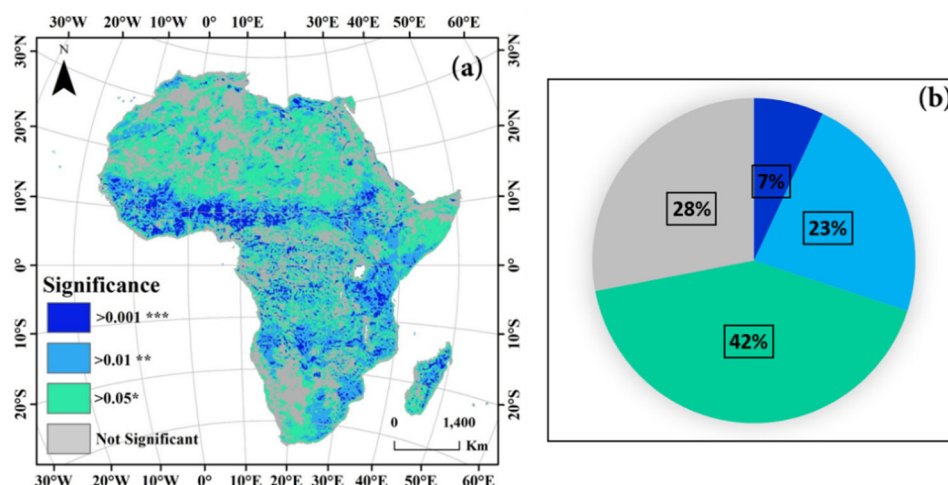 30°W 20°W 10°W 0° 10°E 20°E 30°E 40°E 50°E 60°E
(a)
N
30°N 30°N
20°N 20°N
10°N 10°N
0° 0°
10°S 10°S
20°S 20°S
Significance
>0.001 ***
>0.01 **
>0.05*
Not Significant
0 1,400
Km
30°W 20°W 10°W 0° 10°E 20°E 30°E 40°E 50°E 60°E
(b)
7%
23%
28%
42%